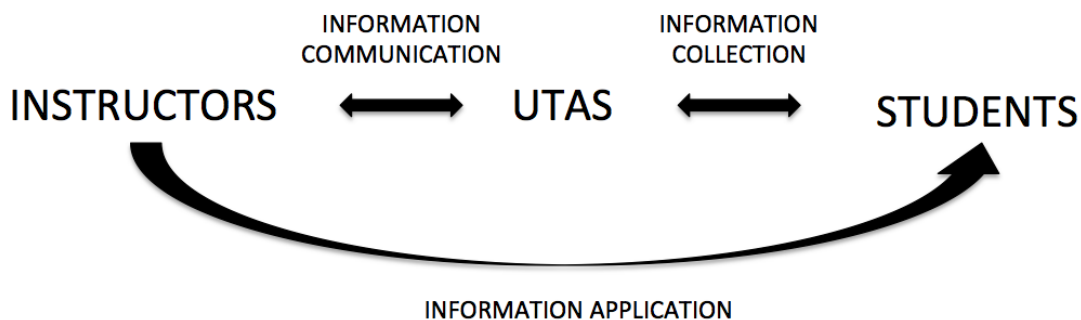 INFORMATION
COMMUNICATION
INFORMATION
COLLECTION
INSTRUCTORS
UTAS
STUDENTS
INFORMATION APPLICATION